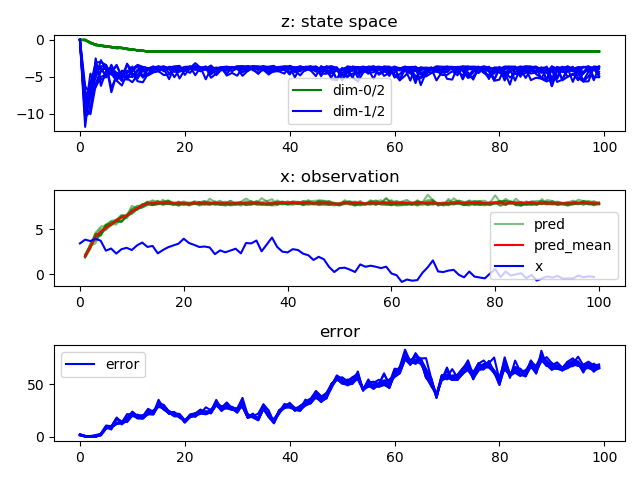 z: state space
0
−5
−10
dim-0/2
dim-1/2
0 20 40 60 80 100
x: observation
5
0
pred
pred_mean
x
0 20 40 60 80 100
error
50
0
error
0 20 40 60 80 100